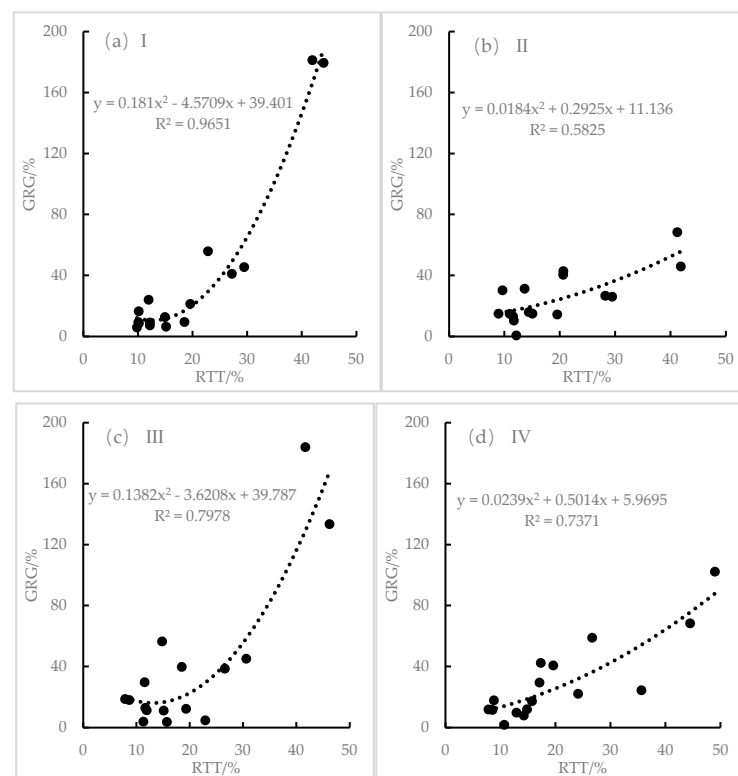 (a) I
y = 0.181x² - 4.5709x + 39.401
R² = 0.9651
GRG/%
200
160
120
80
40
0
0 10 20 30 40 50
RTT/%
(b) II
y = 0.0184x² + 0.2925x + 11.136
R² = 0.5825
GRG/%
200
160
120
80
40
0
0 10 20 30 40 50
RTT/%
(c) III
y = 0.1382x² - 3.6208x + 39.787
R² = 0.7978
GRG/%
200
160
120
80
40
0
0 10 20 30 40 50
RTT/%
(d) IV
y = 0.0239x² + 0.5014x + 5.9695
R² = 0.7371
GRG/%
200
160
120
80
40
0
0 10 20 30 40 50
RTT/%